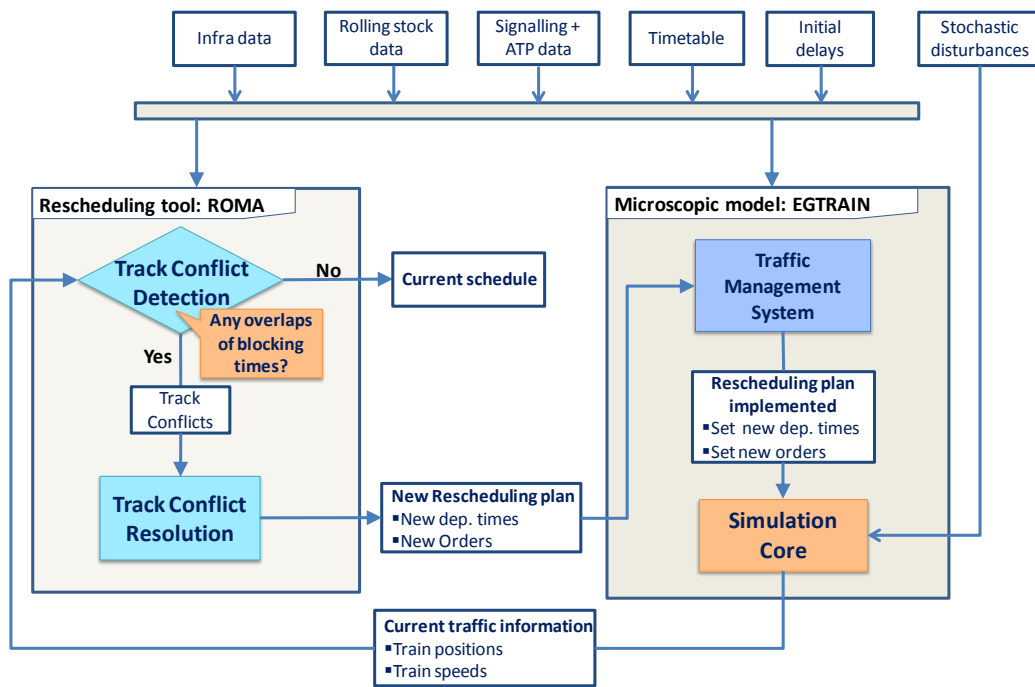 Infra data
Rolling stock
data
Signalling +
ATP data
Timetable
Initial
delays
Stochastic
disturbances
Rescheduling tool: ROMA
Track Conflict
Detection
No
Current schedule
Any overlaps
of blocking
times?
Yes
Track
Conflicts
Track Conflict
Resolution
New Rescheduling plan
▪New dep. times
▪New Orders
Microscopic model: EGTRAIN
Traffic
Management
System
Rescheduling plan
implemented
▪Set new dep. times
▪Set new orders
Simulation
Core
Current traffic information
▪Train positions
▪Train speeds